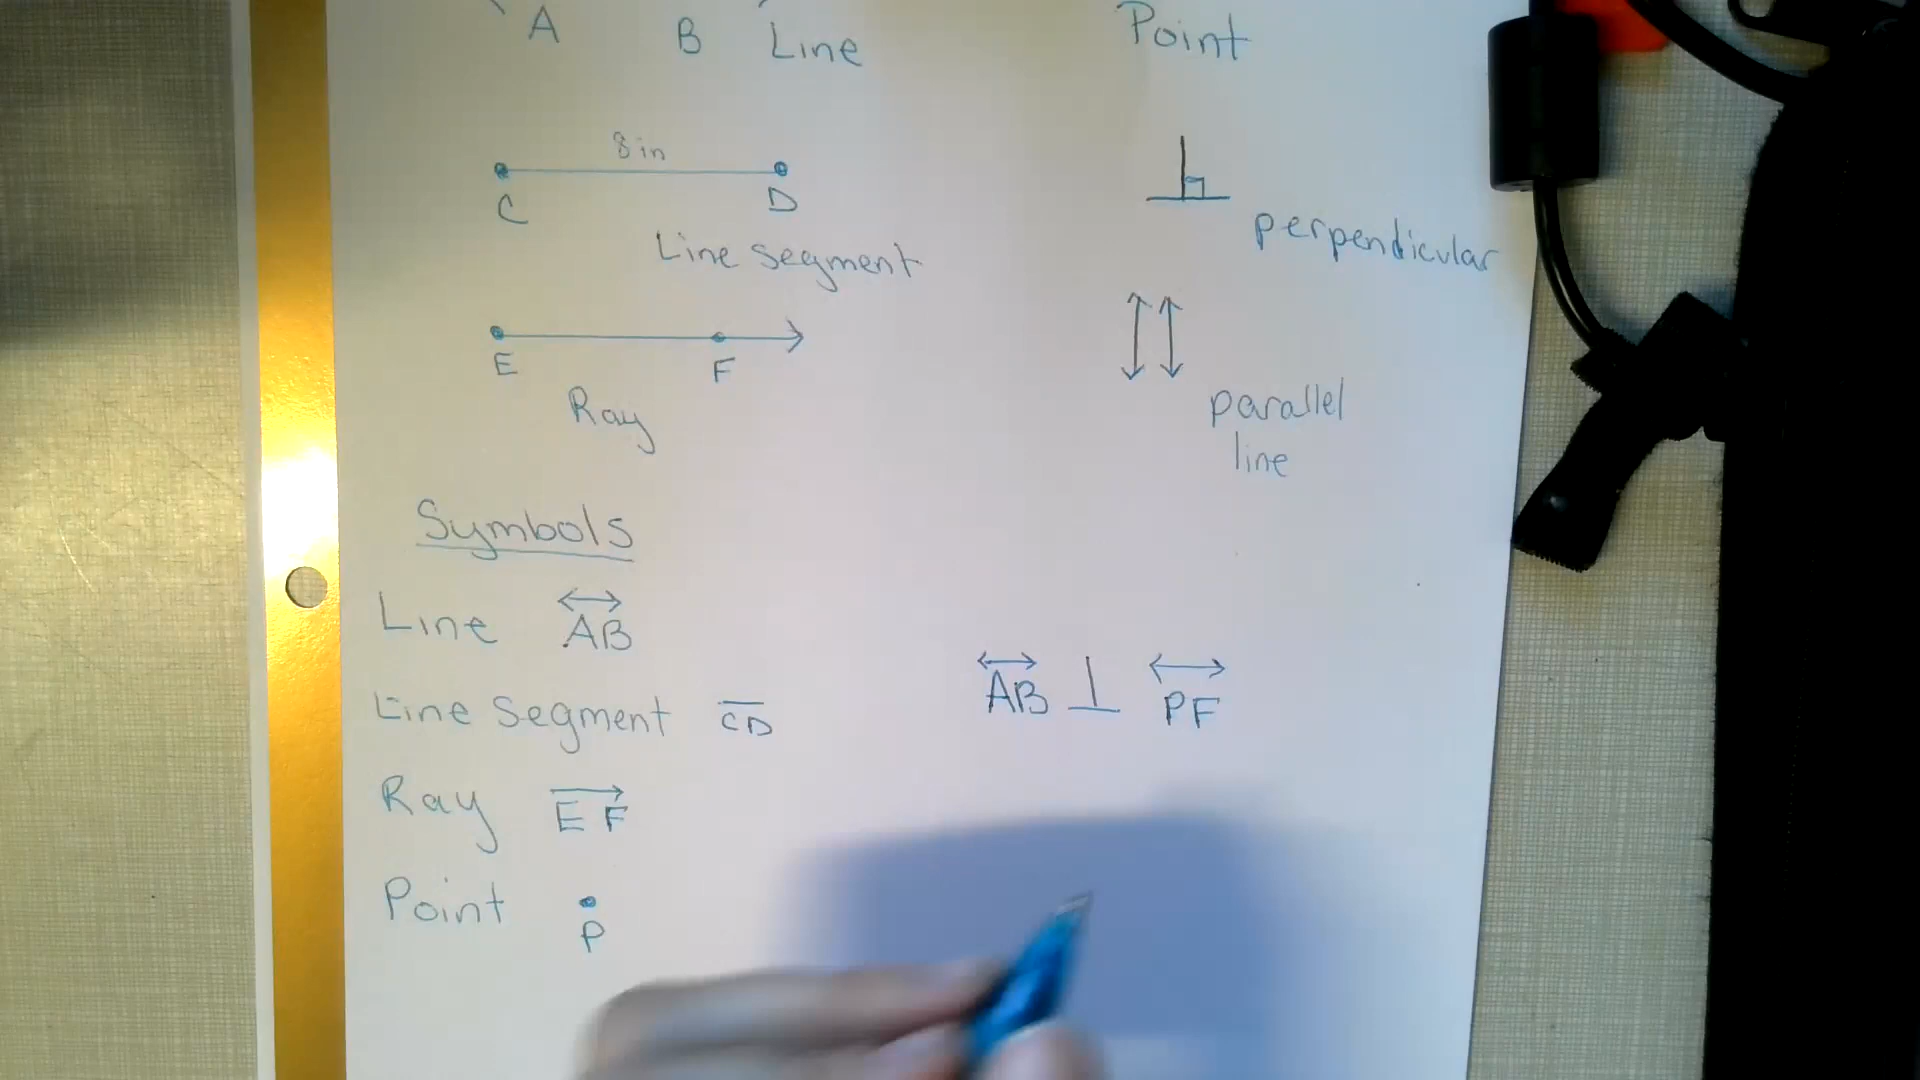 A B Line
Point
8 in
C D
Line Segment
perpendicular
E F
Ray
parallel
line
Symbols
Line AB
Line Segment CD
AB ⊥ PF
Ray EF
Point P